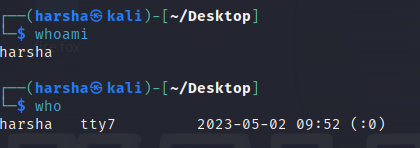 ┌──(harsha㉿kali)-[~/Desktop]
└─$ whoami
harsha
┌──(harsha㉿kali)-[~/Desktop]
└─$ who
harsha   tty7         2023-05-02 09:52 (:0)